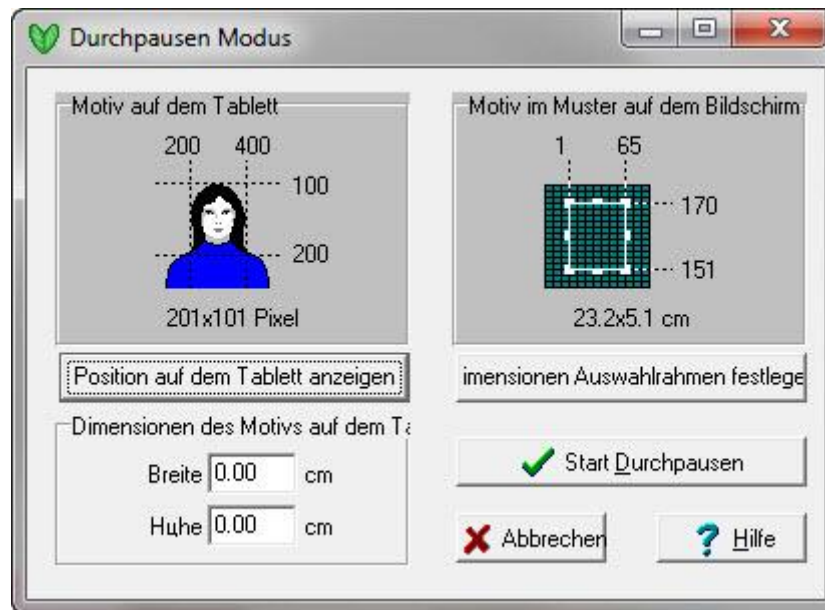 Durchpausen Modus
Motiv auf dem Tablett
200 400
100
200
201x101 Pixel
Motiv im Muster auf dem Bildschirm
1 65
170
151
23.2x5.1 cm
Position auf dem Tablett anzeigen
imensionen Auswahlrahmen festlege
Dimensionen des Motivs auf dem Ta
Breite 0.00 cm
Hцhe 0.00 cm
Start Durchpausen
Abbrechen
Hilfe